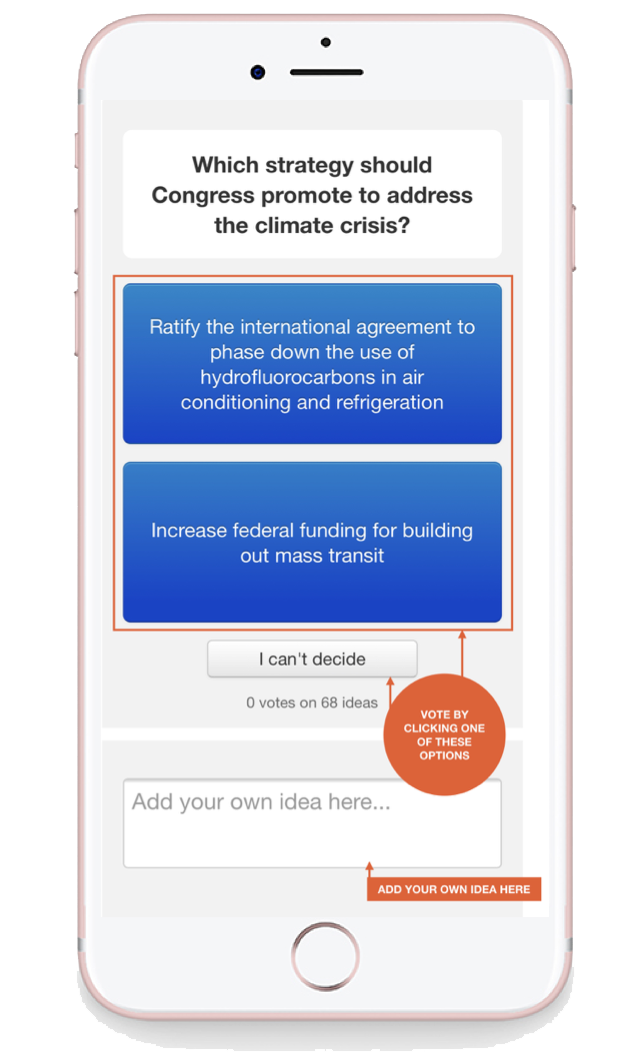 Which strategy should
Congress promote to address
the climate crisis?
Ratify the international agreement to
phase down the use of
hydrofluorocarbons in air
conditioning and refrigeration
Increase federal funding for building
out mass transit
I can't decide
0 votes on 68 ideas
VOTE BY
CLICKING ONE
OF THESE
OPTIONS
Add your own idea here...
ADD YOUR OWN IDEA HERE